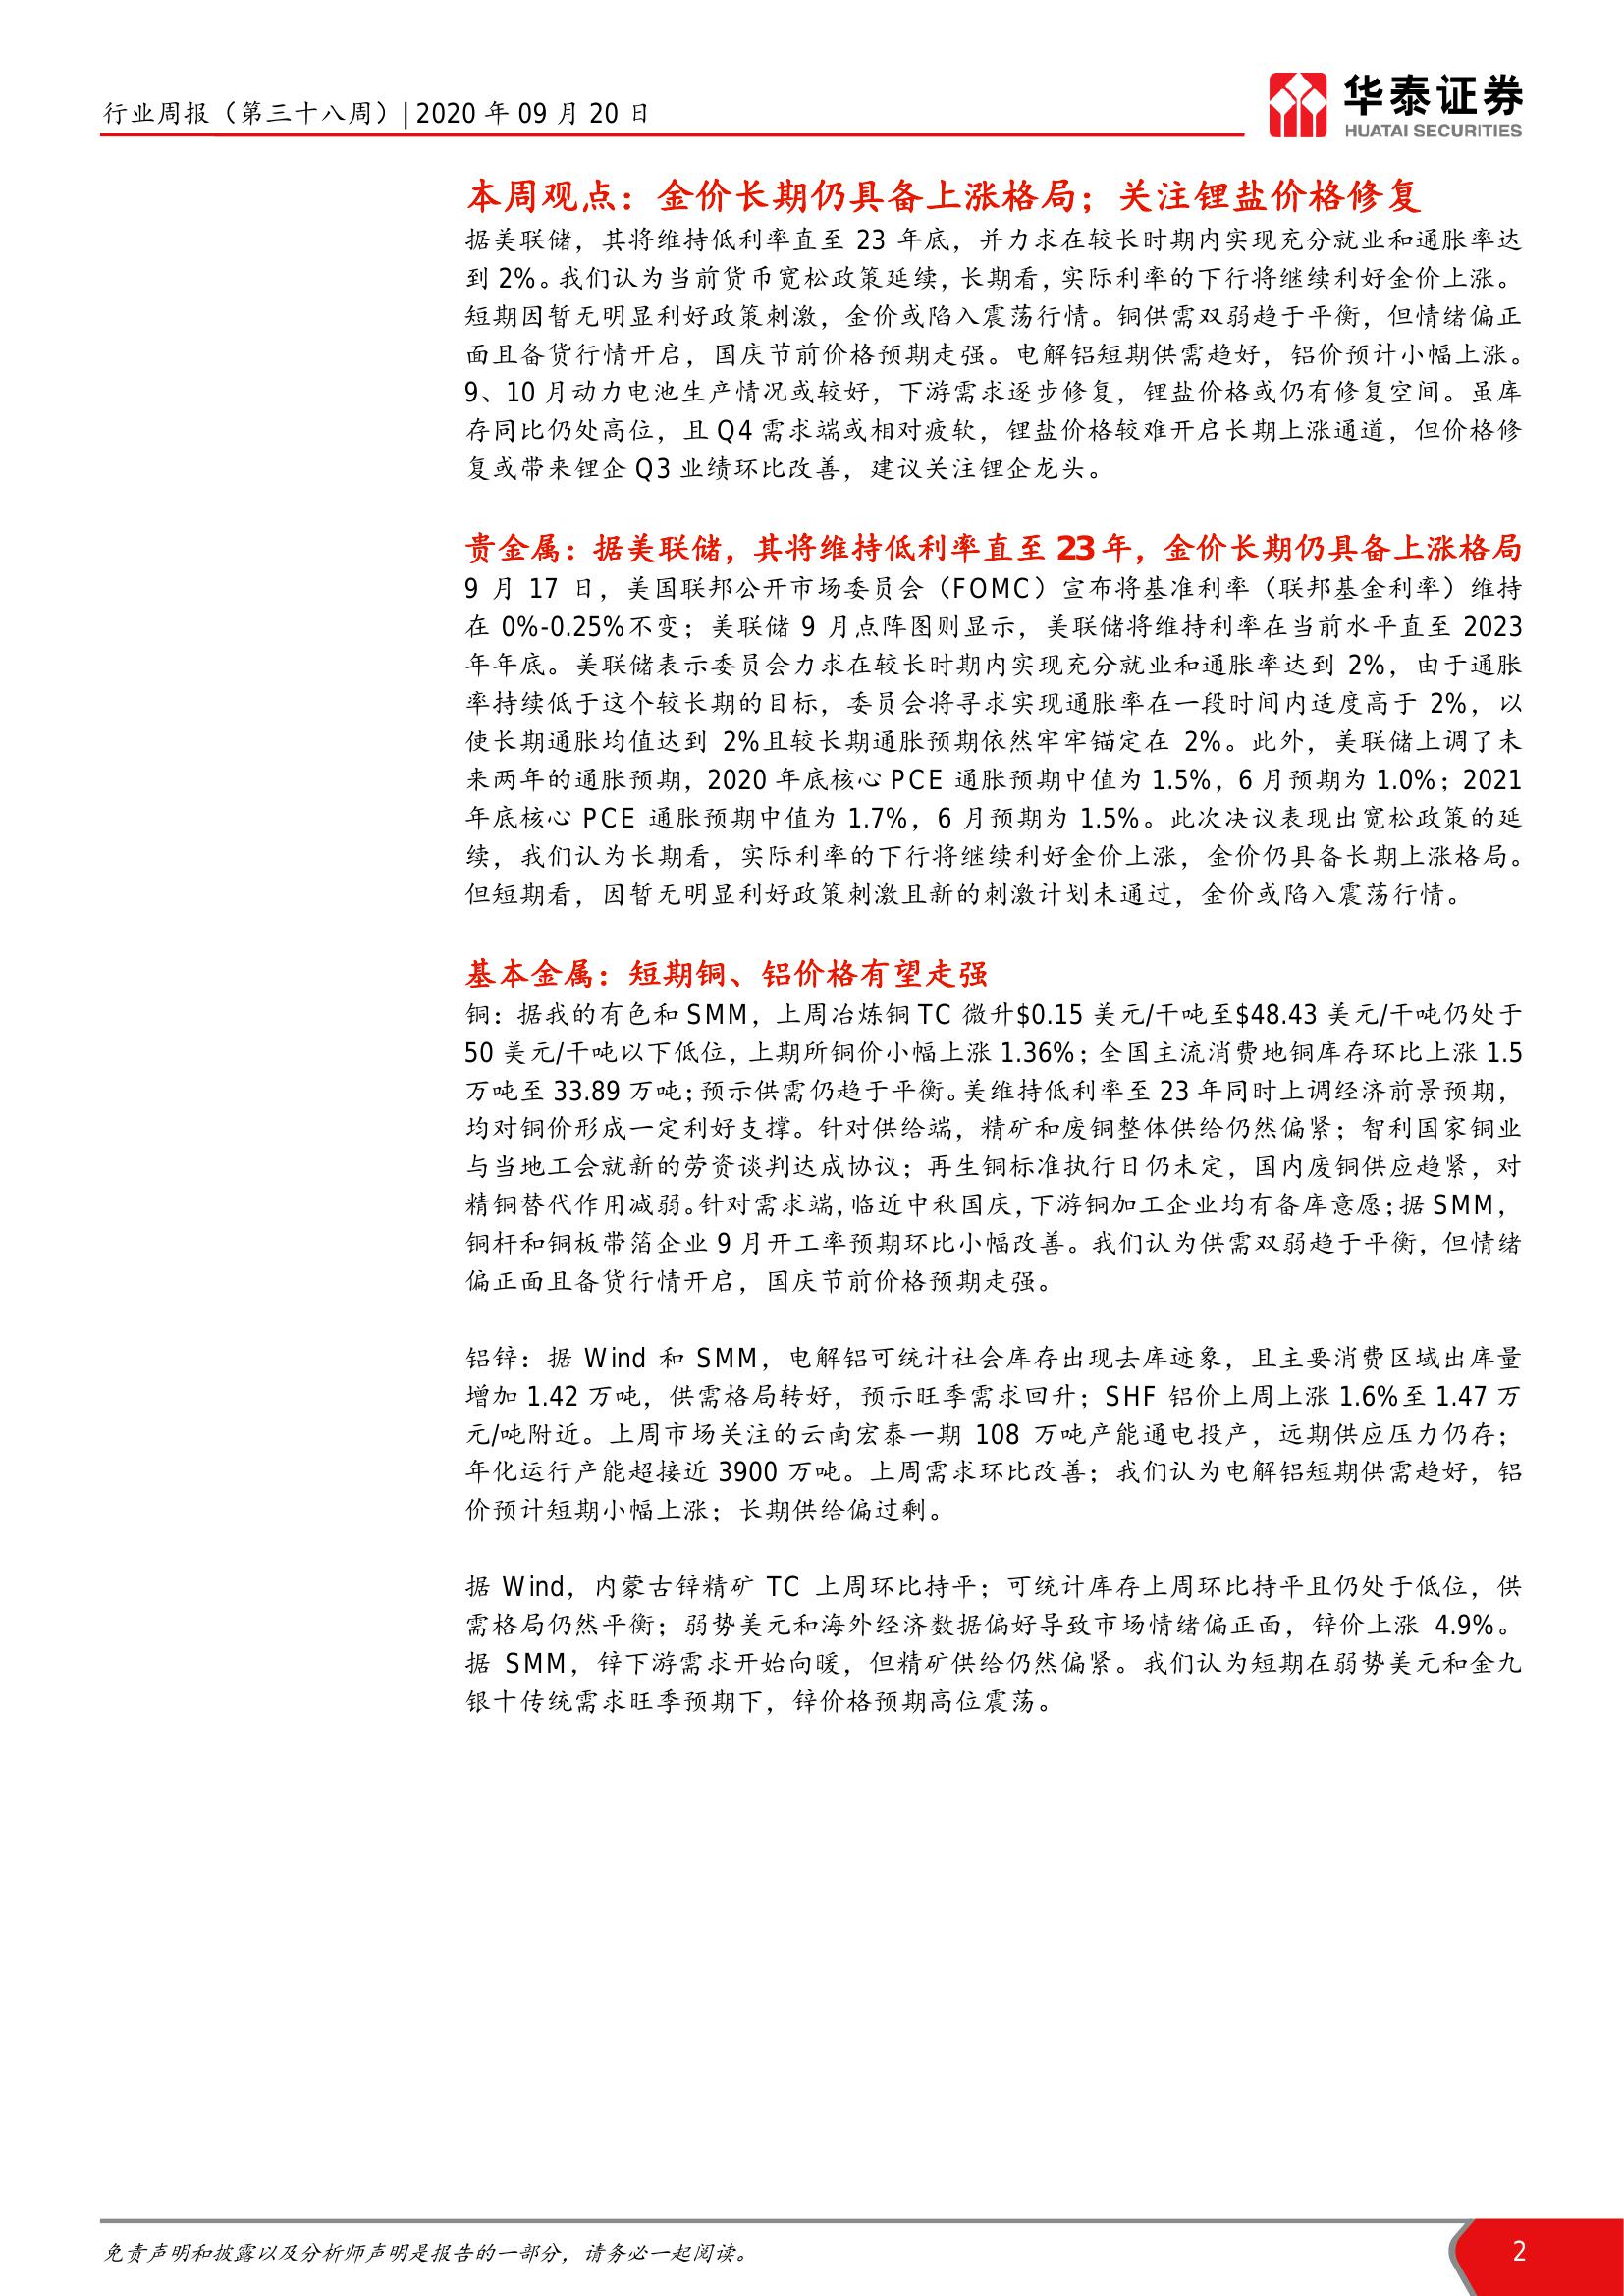 行业周报（第三十八周）| 2020 年 09 月 20 日
华泰证券
HUATAI SECURITIES
本周观点：金价长期仍具备上涨格局；关注锂盐价格修复
据美联储，其将维持低利率直至 23 年底，并力求在较长时期内实现充分就业和通胀率达
到 2%。我们认为当前货币宽松政策延续，长期看，实际利率的下行将继续利好金价上涨。
短期因暂无明显利好政策刺激，金价或陷入震荡行情。铜供需双弱趋于平衡，但情绪偏正
面且备货行情开启，国庆节前价格预期走强。电解铝短期供需趋好，铝价预计小幅上涨。
9、10 月动力电池生产情况或较好，下游需求逐步修复，锂盐价格或仍有修复空间。虽库
存同比仍处高位，且 Q4 需求端或相对疲软，锂盐价格较难开启长期上涨通道，但价格修
复或带来锂企 Q3 业绩环比改善，建议关注锂企龙头。
贵金属：据美联储，其将维持低利率直至 23 年，金价长期仍具备上涨格局
9 月 17 日，美国联邦公开市场委员会（FOMC）宣布将基准利率（联邦基金利率）维持
在 0%-0.25%不变；美联储 9 月点阵图则显示，美联储将维持利率在当前水平直至 2023
年年底。美联储表示委员会力求在较长时期内实现充分就业和通胀率达到 2%，由于通胀
率持续低于这个较长期的目标，委员会将寻求实现通胀率在一段时间内适度高于 2%，以
使长期通胀均值达到 2%且较长期通胀预期依然牢牢锚定在 2%。此外，美联储上调了未
来两年的通胀预期，2020 年底核心 PCE 通胀预期中值为 1.5%，6 月预期为 1.0%；2021
年底核心 PCE 通胀预期中值为 1.7%，6 月预期为 1.5%。此次决议表现出宽松政策的延
续，我们认为长期看，实际利率的下行将继续利好金价上涨，金价仍具备长期上涨格局。
但短期看，因暂无明显利好政策刺激且新的刺激计划未通过，金价或陷入震荡行情。
基本金属：短期铜、铝价格有望走强
铜：据我的有色和 SMM，上周冶炼铜 TC 微升$0.15 美元/干吨至$48.43 美元/干吨仍处于
50 美元/干吨以下低位，上期所铜价小幅上涨 1.36%；全国主流消费地铜库存环比上涨 1.5
万吨至 33.89 万吨；预示供需仍趋于平衡。美维持低利率至 23 年同时上调经济前景预期，
均对铜价形成一定利好支撑。针对供给端，精矿和废铜整体供给仍然偏紧；智利国家铜业
与当地工会就新的劳资谈判达成协议；再生铜标准执行日仍未定，国内废铜供应趋紧，对
精铜替代作用减弱。针对需求端，临近中秋国庆，下游铜加工企业均有备库意愿；据 SMM，
铜杆和铜板带箔企业 9 月开工率预期环比小幅改善。我们认为供需双弱趋于平衡，但情绪
偏正面且备货行情开启，国庆节前价格预期走强。
铝锌：据 Wind 和 SMM，电解铝可统计社会库存出现去库迹象，且主要消费区域出库量
增加 1.42 万吨，供需格局转好，预示旺季需求回升；SHF 铝价上周上涨 1.6%至 1.47 万
元/吨附近。上周市场关注的云南宏泰一期 108 万吨产能通电投产，远期供应压力仍存；
年化运行产能超接近 3900 万吨。上周需求环比改善；我们认为电解铝短期供需趋好，铝
价预计短期小幅上涨；长期供给偏过剩。
据 Wind，内蒙古锌精矿 TC 上周环比持平；可统计库存上周环比持平且仍处于低位，供
需格局仍然平衡；弱势美元和海外经济数据偏好导致市场情绪偏正面，锌价上涨 4.9%。
据 SMM，锌下游需求开始向暖，但精矿供给仍然偏紧。我们认为短期在弱势美元和金九
银十传统需求旺季预期下，锌价格预期高位震荡。
免责声明和披露以及分析师声明是报告的一部分，请务必一起阅读。
2